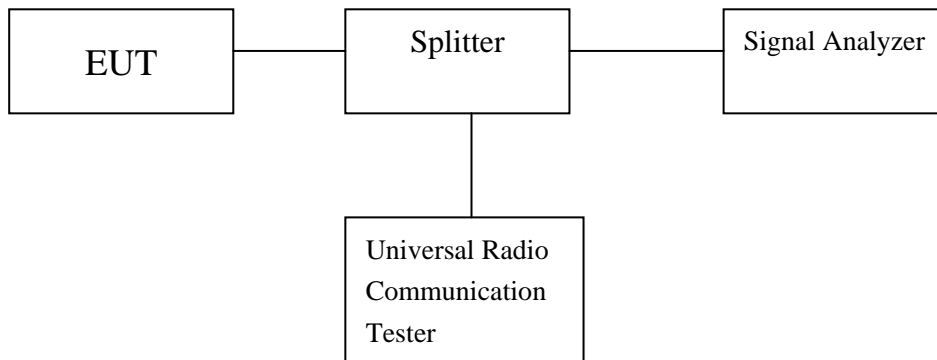 EUT
Splitter
Signal Analyzer
Universal Radio
Communication
Tester